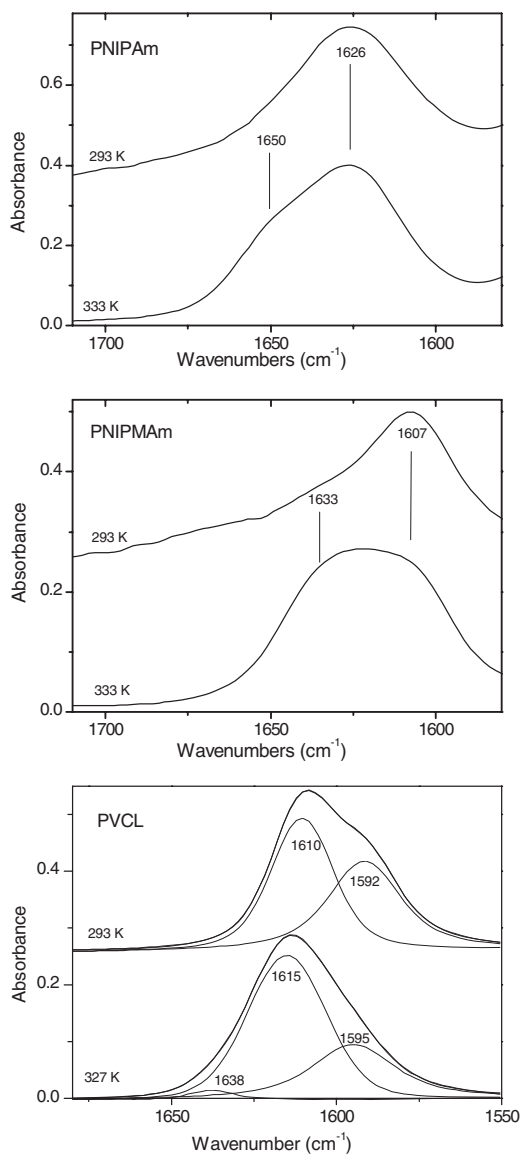 PNIPAm
1626
1650
293 K
333 K
0.6
0.4
0.2
0.0
Absorbance
1700
1650
1600
Wavenumbers (cm⁻¹)
PNIPMAm
1607
1633
293 K
333 K
0.4
0.2
0.0
Absorbance
1700
1650
1600
Wavenumbers (cm⁻¹)
PVCL
1610
1592
293 K
1615
1595
1638
327 K
0.4
0.2
0.0
Absorbance
1650
1600
1550
Wavenumber (cm⁻¹)